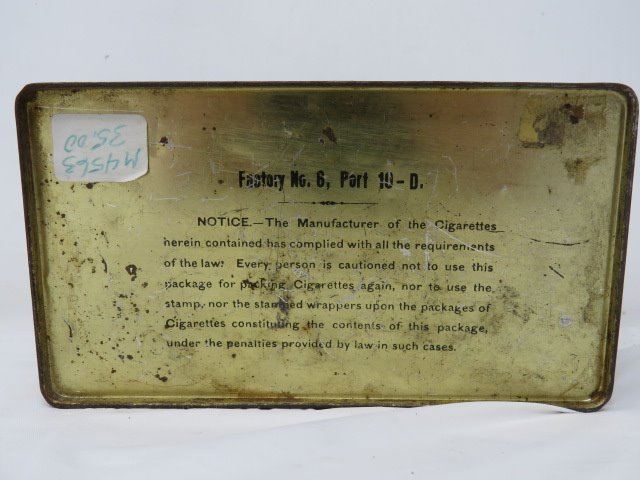 M4563
35.00
Factory No. 6, Port 10-D.
NOTICE.—The Manufacturer of the Cigarettes
herein contained has complied with all the requirements
of the law. Every person is cautioned not to use this
package for packing Cigarettes again, nor to use the
stamp, nor the stamped wrappers upon the packages of
Cigarettes constituting the contents of this package,
under the penalties provided by law in such cases.